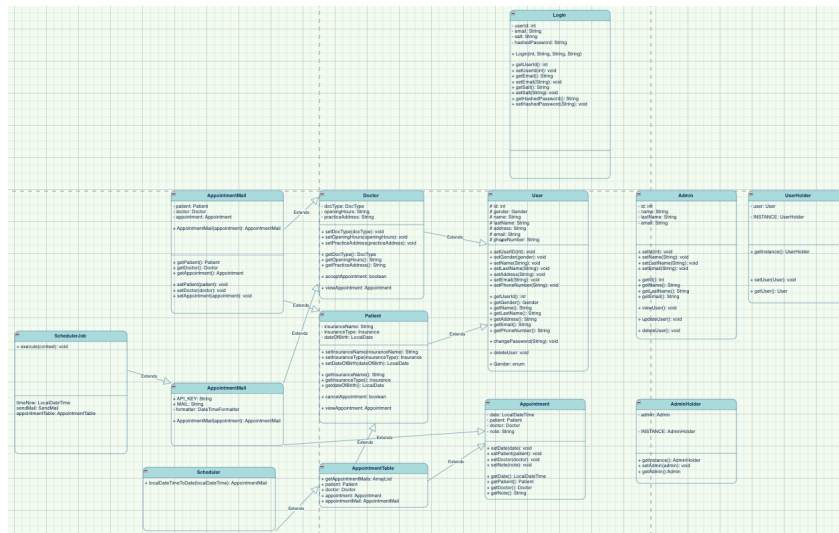 Login
- userId: int
- email: String
- salt: String
- hashedPassword: String
+ Login(int, String, String, String)
+ getUserId(): int
+ setUserId(int): void
+ getEmail(): String
+ setEmail(String): void
+ getSalt(): String
+ setSalt(String): void
+ getHashedPassword(): String
+ setHashedPassword(String): void
AppointmentMail
- patient: Patient
- doctor: Doctor
- appointment: Appointment
+ AppointmentMail(appointment): AppointmentMail
+ getPatient(): Patient
+ getDoctor(): Doctor
+ getAppointment(): Appointment
+ setPatient(patient): void
+ setDoctor(doctor): void
+ setAppointment(appointment): void
Extends
Extends
Doctor
- docType: DocType
- openingHours: String
- practiceAddress: String
+ setDocType(docType): void
+ setOpeningHours(openingHours): void
+ setPracticeAddress(practiceAddress): void
+ getDocType(): DocType
+ getOpeningHours(): String
+ getPracticeAddress(): String
+ acceptAppointment: boolean
+ viewAppointment: Appointment
Extends
User
# id: int
# gender: Gender
# name: String
# lastName: String
# address: String
# email: String
# phoneNumber: String
+ setUserID(int): void
+ setGender(gender): void
+ setName(String): void
+ setLastName(String): void
+ setAddress(String): void
+ setEmail(String): void
+ setPhoneNumber(String): void
+ getUserId(): int
+ getGender(): Gender
+ getName(): String
+ getLastName(): String
+ getAddress(): String
+ getEmail(): String
+ getPhoneNumber(): String
+ changePassword(String): void
+ deleteUser: void
+ Gender: enum
Admin
- id: int
- name: String
- lastName: String
- email: String
+ setId(int): void
+ setName(String): void
+ setLastName(String): void
+ setEmail(String): void
+ getId(): int
+ getName(): String
+ getLastName(): String
+ getEmail(): String
+ viewUser(): void
+ updateUser(): void
+ deleteUser(): void
UserHolder
- user: User
- INSTANCE: UserHolder
+ getInstance(): UserHolder
+ setUser(User): void
+ getUser(): User
Patient
- insuranceName: String
- insuranceType: Insurance
- dateOfBirth: LocalDate
+ setInsuranceName(insuranceName): String
+ setInsuranceType(insuranceType): Insurance
+ setDateOfBirth(dateOfBirth): LocalDate
+ getInsuranceName(): String
+ getInsuranceType(): Insurance
+ getdateOfBirth(): LocalDate
+ cancelAppointment: boolean
+ viewAppointment: Appointment
Extends
SchedulerJob
+ execute(context): void
timeNow: LocalDateTime
sendMail: SendMail
appointmentTable: AppointmentTable
Extends
AppointmentMail
+ API_KEY: String
+ MAIL: String
- formatter: DateTimeFormatter
+ AppointmentMail(appointment): AppointmentMail
Extends
Extends
Appointment
- date: LocalDateTime
- patient: Patient
- doctor: Doctor
- note: String
+ setDate(date): void
+ setPatient(patient): void
+ setDoctor(doctor): void
+ setNote(note): void
+ getDate(): LocalDateTime
+ getPatient(): Patient
+ getDoctor(): Doctor
+ getNote(): String
AdminHolder
- admin: Admin
- INSTANCE: AdminHolder
+ getInstance(): AdminHolder
+ setAdmin(admin): void
+ getAdmin(): Admin
Extends
Extends
Scheduler
+ localDateTimeToDate(localDateTime): AppointmentMail
Extends
AppointmentTable
+ getAppointmentMails: ArrayList
+ patient: Patient
+ doctor: Doctor
+ appointment: Appointment
+ appointmentMail: AppointmentMail